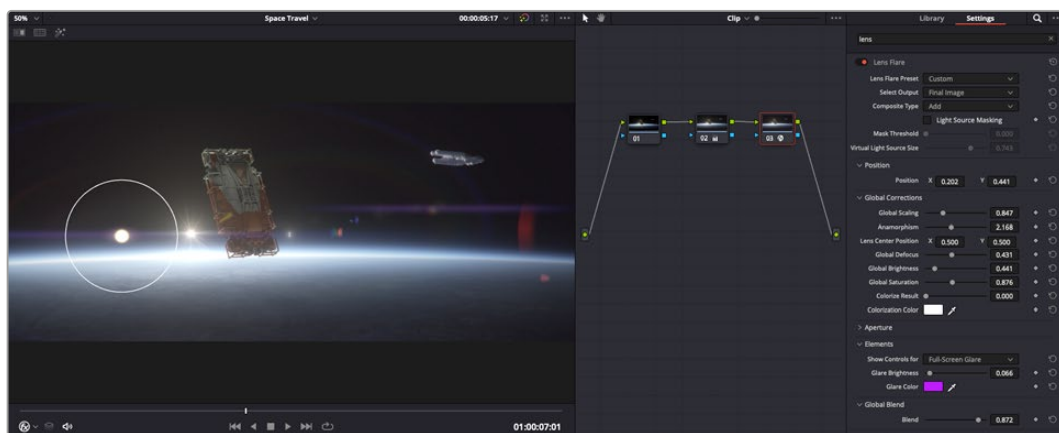 50% Space Travel 00:00:05:17 Clip Library Settings
lens
Lens Flare
Lens Flare Preset Custom
Select Output Final Image
Composite Type Add
Light Source Masking
Mask Threshold 0.000
Virtual Light Source Size 0.763
Position
Position X 0.202 Y 0.441
Global Corrections
Global Scaling 0.847
Anamorphism 2.168
Lens Center Position X 0.500 Y 0.500
Global Defocus 0.431
Global Brightness 0.441
Global Saturation 0.876
Colorize Result 0.000
Colorization Color
Aperture
Elements
Show Controls for Full-Screen Glare
Glare Brightness 0.066
Glare Color
Global Blend
Blend 0.872
01 02 03
01:00:07:01